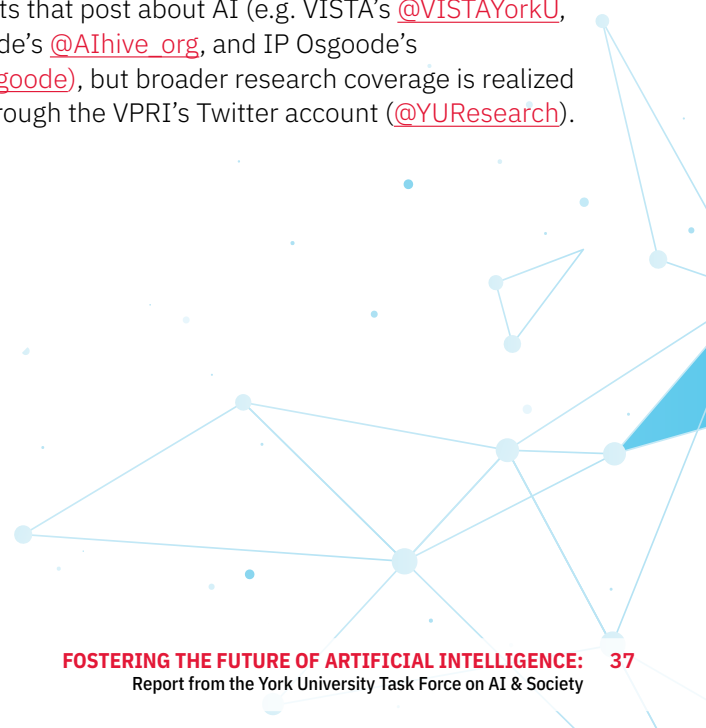 ts that post about AI (e.g. VISTA’s @VISTAYorkU,
de’s @AIhive_org, and IP Osgoode’s
goode), but broader research coverage is realized
rough the VPRI’s Twitter account (@YUResearch).
FOSTERING THE FUTURE OF ARTIFICIAL INTELLIGENCE: 37
Report from the York University Task Force on AI & Society